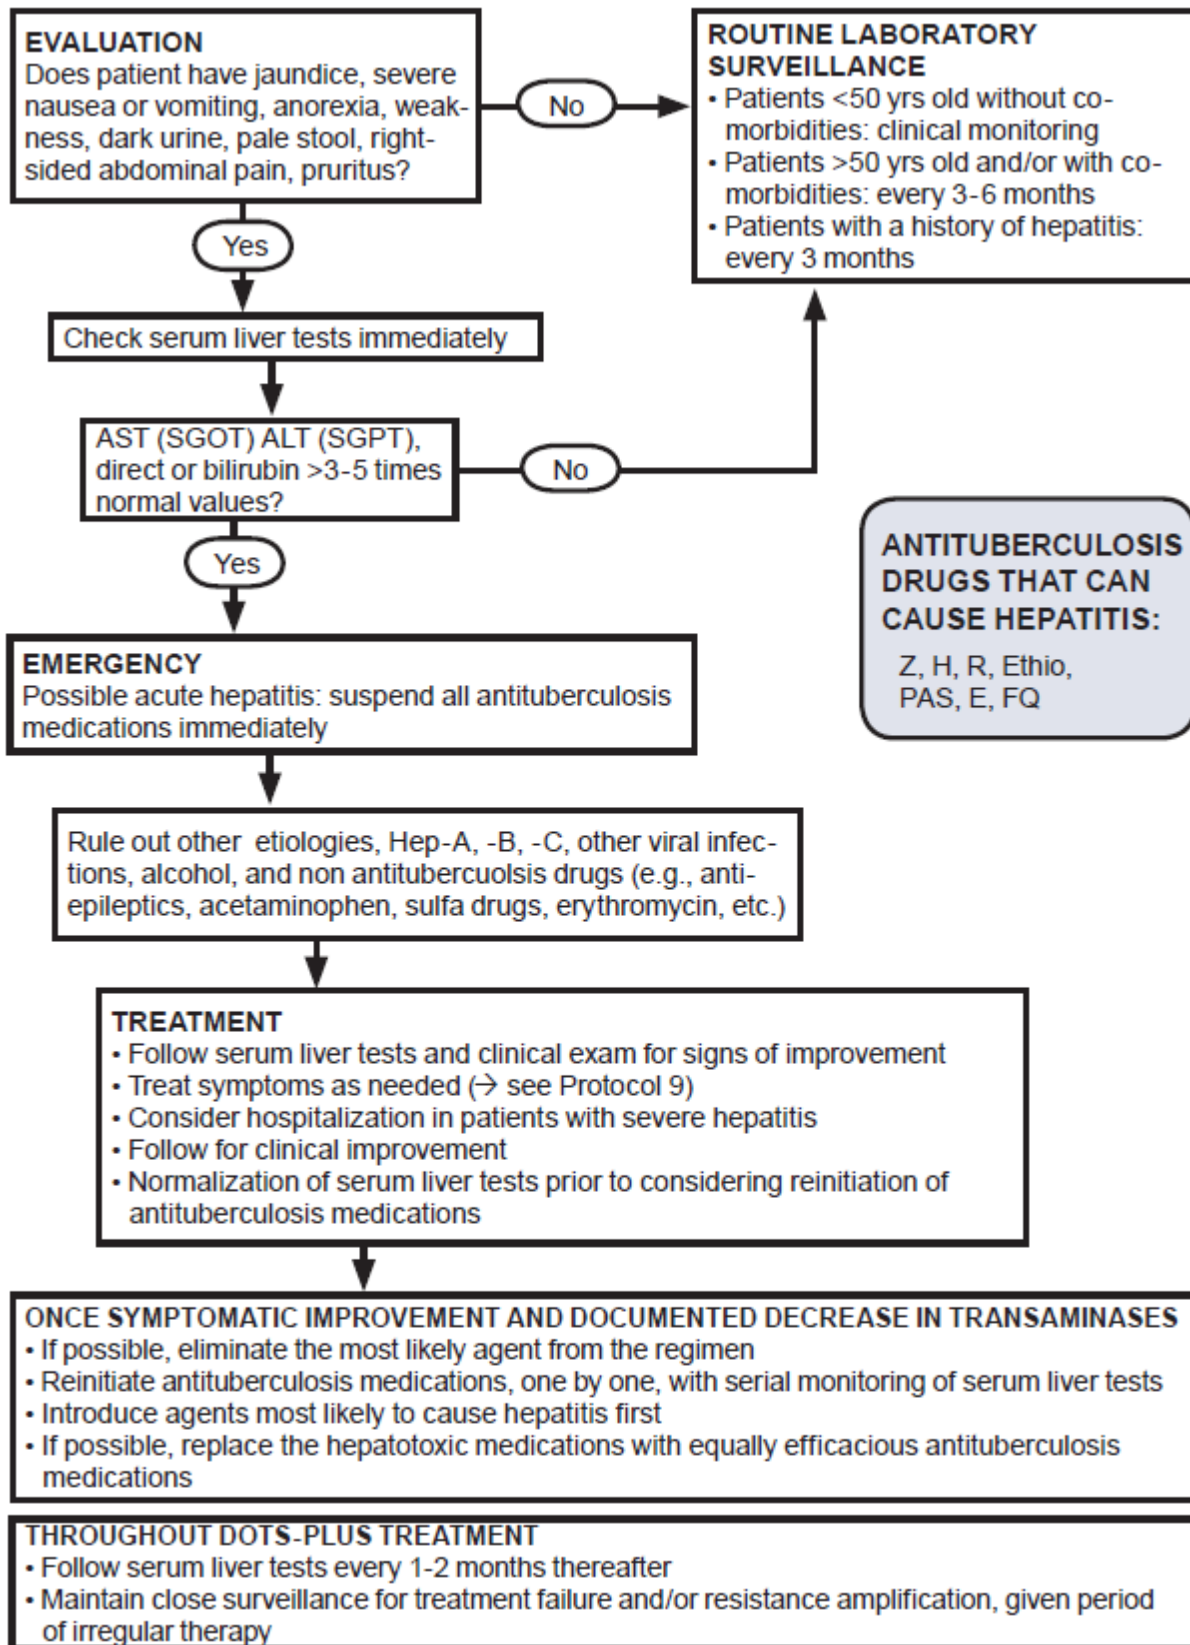 EVALUATION
Does patient have jaundice, severe
nausea or vomiting, anorexia, weak-
ness, dark urine, pale stool, right-
sided abdominal pain, pruritus?
No
ROUTINE LABORATORY
SURVEILLANCE
• Patients <50 yrs old without co-
morbidities: clinical monitoring
• Patients >50 yrs old and/or with co-
morbidities: every 3-6 months
• Patients with a history of hepatitis:
every 3 months
Yes
Check serum liver tests immediately
AST (SGOT) ALT (SGPT),
direct or bilirubin >3-5 times
normal values?
No
Yes
ANTITUBERCULOSIS
DRUGS THAT CAN
CAUSE HEPATITIS:
Z, H, R, Ethio,
PAS, E, FQ
EMERGENCY
Possible acute hepatitis: suspend all antituberculosis
medications immediately
Rule out other etiologies, Hep-A, -B, -C, other viral infec-
tions, alcohol, and non antitubercuolsis drugs (e.g., anti-
epileptics, acetaminophen, sulfa drugs, erythromycin, etc.)
TREATMENT
• Follow serum liver tests and clinical exam for signs of improvement
• Treat symptoms as needed (→ see Protocol 9)
• Consider hospitalization in patients with severe hepatitis
• Follow for clinical improvement
• Normalization of serum liver tests prior to considering reinitiation of
antituberculosis medications
ONCE SYMPTOMATIC IMPROVEMENT AND DOCUMENTED DECREASE IN TRANSAMINASES
• If possible, eliminate the most likely agent from the regimen
• Reinitiate antituberculosis medications, one by one, with serial monitoring of serum liver tests
• Introduce agents most likely to cause hepatitis first
• If possible, replace the hepatotoxic medications with equally efficacious antituberculosis
medications
THROUGHOUT DOTS-PLUS TREATMENT
• Follow serum liver tests every 1-2 months thereafter
• Maintain close surveillance for treatment failure and/or resistance amplification, given period
of irregular therapy